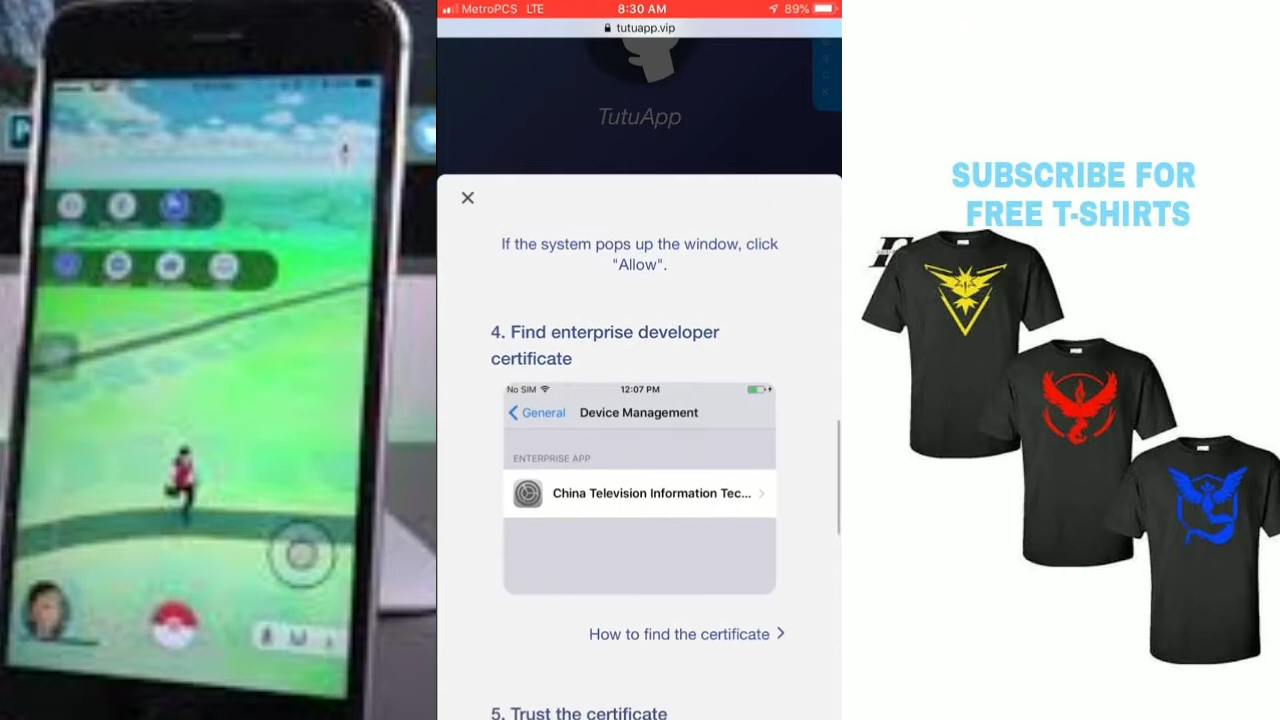 MetroPCS LTE 8:30 AM 89%
tutuapp.vip
TutuApp
If the system pops up the window, click
"Allow".
4. Find enterprise developer
certificate
No SIM 12:07 PM
General Device Management
ENTERPRISE APP
China Television Information Tec...
How to find the certificate
5. Trust the certificate
SUBSCRIBE FOR
FREE T-SHIRTS